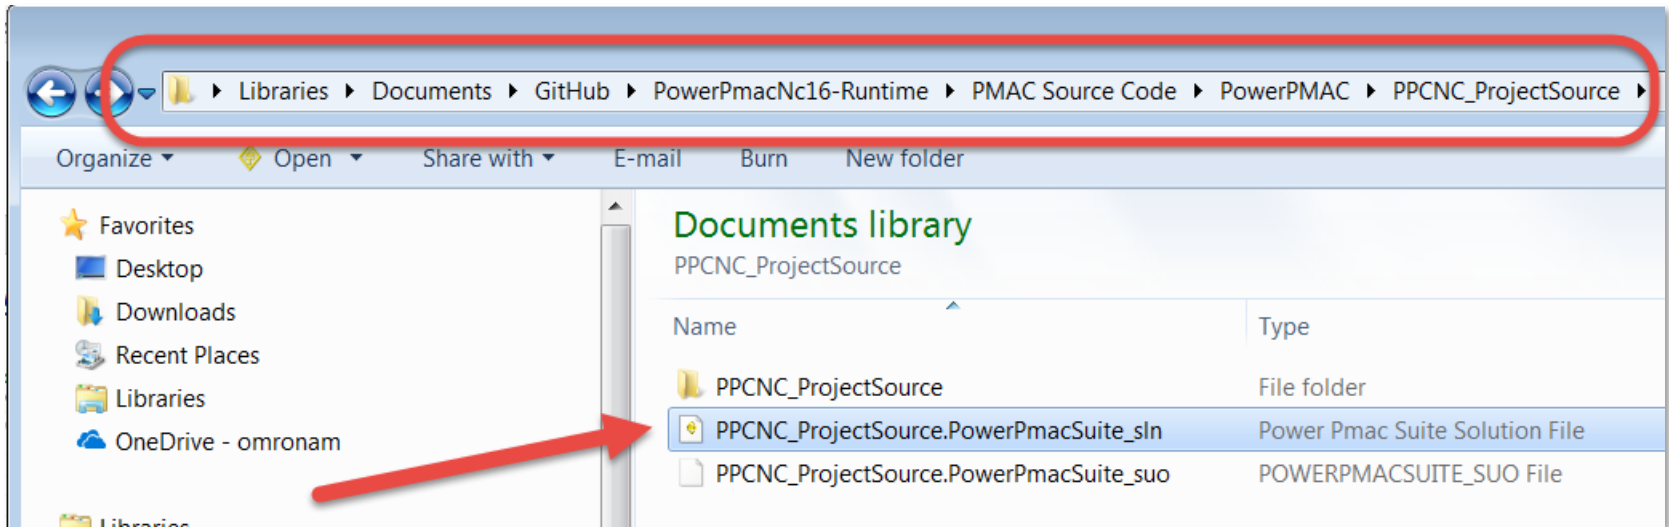 Libraries Documents GitHub PowerPmacNc16-Runtime PMAC Source Code PowerPMAC PPCNC_ProjectSource
Organize Open Share with E-mail Burn New folder
Favorites
Desktop
Downloads
Recent Places
Libraries
OneDrive - omronam
Libraries
Documents library
PPCNC_ProjectSource
Name Type
PPCNC_ProjectSource File folder
PPCNC_ProjectSource.PowerPmacSuite_sln Power Pmac Suite Solution File
PPCNC_ProjectSource.PowerPmacSuite_suo POWERPMACSUITE_SUO File